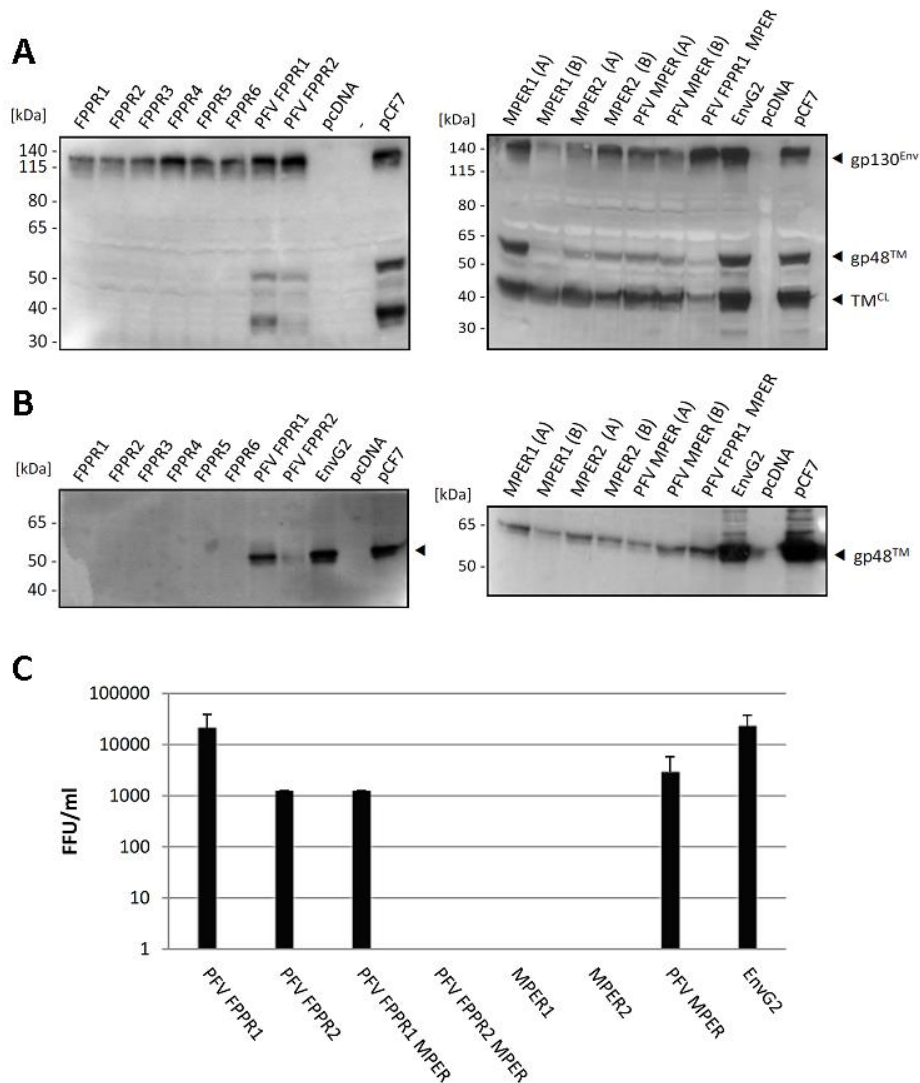 A
FPPR1
FPPR2
FPPR3
FPPR4
FPPR5
FPPR6
PFV FPPR1
PFV FPPR2
pcDNA
-
pCF7
[kDa]
140 -
115 -
80 -
65 -
50 -
40 -
30 -
MPER1 (A)
MPER1 (B)
MPER2 (A)
MPER2 (B)
PFV MPER (A)
PFV MPER (B)
PFV FPPR1 MPER
EnvG2
pcDNA
pCF7
[kDa]
140 -
115 -
80 -
65 -
50 -
40 -
30 -
◄ gp130Env
◄ gp48TM
◄ TMCL
B
FPPR1
FPPR2
FPPR3
FPPR4
FPPR5
FPPR6
PFV FPPR1
PFV FPPR2
EnvG2
pcDNA
pCF7
[kDa]
65 -
50 -
40 -
◄
MPER1 (A)
MPER1 (B)
MPER2 (A)
MPER2 (B)
PFV MPER (A)
PFV MPER (B)
PFV FPPR1 MPER
EnvG2
pcDNA
pCF7
[kDa]
65 -
50 -
◄ gp48TM
C
FFU/ml
100000
10000
1000
100
10
1
PFV FPPR1
PFV FPPR2
PFV FPPR1 MPER
PFV FPPR2 MPER
MPER1
MPER2
PFV MPER
EnvG2